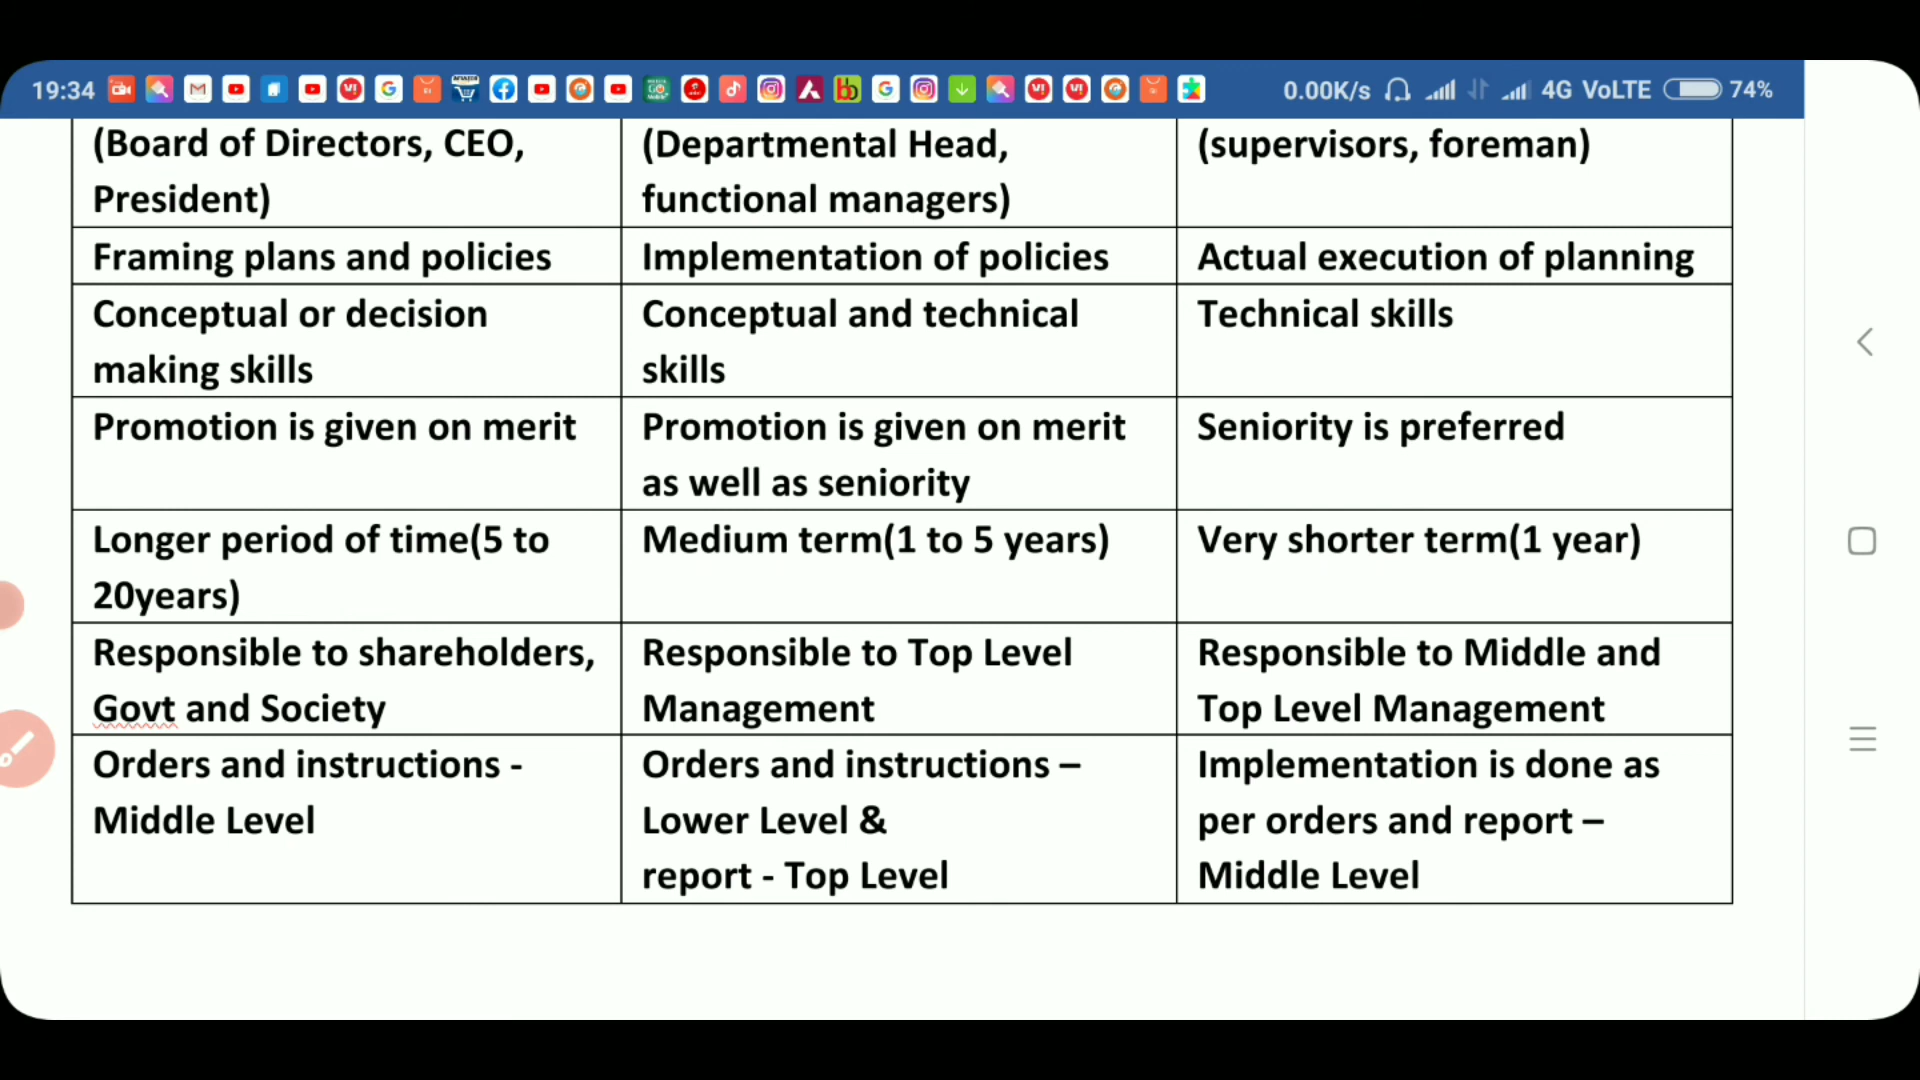 19:34 0.00K/s 4G VoLTE 74%
(Board of Directors, CEO,
President)
(Departmental Head,
functional managers)
(supervisors, foreman)
Framing plans and policies
Implementation of policies
Actual execution of planning
Conceptual or decision
making skills
Conceptual and technical
skills
Technical skills
Promotion is given on merit
Promotion is given on merit
as well as seniority
Seniority is preferred
Longer period of time(5 to
20years)
Medium term(1 to 5 years)
Very shorter term(1 year)
Responsible to shareholders,
Govt and Society
Responsible to Top Level
Management
Responsible to Middle and
Top Level Management
Orders and instructions -
Middle Level
Orders and instructions –
Lower Level &
report - Top Level
Implementation is done as
per orders and report –
Middle Level